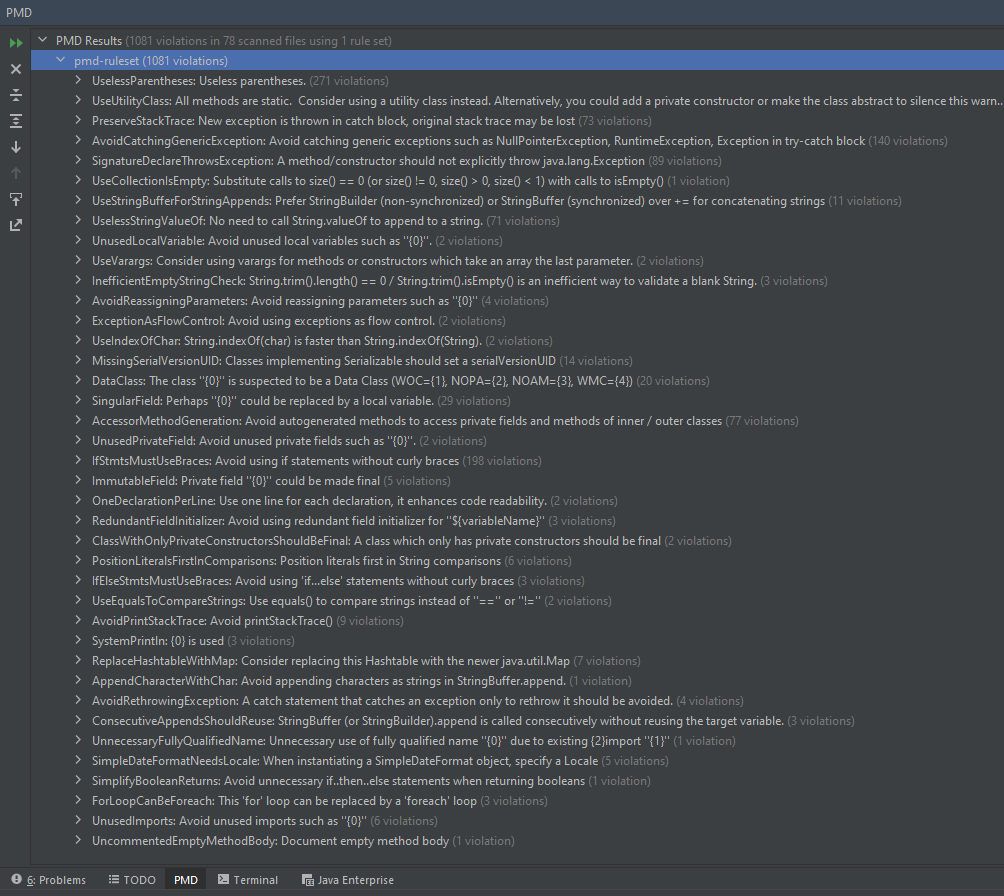 PMD
PMD Results (1081 violations in 78 scanned files using 1 rule set)
pmd-ruleset (1081 violations)
UselessParentheses: Useless parentheses. (271 violations)
UseUtilityClass: All methods are static.  Consider using a utility class instead. Alternatively, you could add a private constructor or make the class abstract to silence this warn...
PreserveStackTrace: New exception is thrown in catch block, original stack trace may be lost (73 violations)
AvoidCatchingGenericException: Avoid catching generic exceptions such as NullPointerException, RuntimeException, Exception in try-catch block (140 violations)
SignatureDeclareThrowsException: A method/constructor should not explicitly throw java.lang.Exception (89 violations)
UseCollectionIsEmpty: Substitute calls to size() == 0 (or size() != 0, size() > 0, size() < 1) with calls to isEmpty() (1 violation)
UseStringBufferForStringAppends: Prefer StringBuilder (non-synchronized) or StringBuffer (synchronized) over += for concatenating strings (11 violations)
UselessStringValueOf: No need to call String.valueOf to append to a string. (71 violations)
UnusedLocalVariable: Avoid unused local variables such as ''{0}''. (2 violations)
UseVarargs: Consider using varargs for methods or constructors which take an array the last parameter. (2 violations)
InefficientEmptyStringCheck: String.trim().length() == 0 / String.trim().isEmpty() is an inefficient way to validate a blank String. (3 violations)
AvoidReassigningParameters: Avoid reassigning parameters such as ''{0}'' (4 violations)
ExceptionAsFlowControl: Avoid using exceptions as flow control. (2 violations)
UseIndexOfChar: String.indexOf(char) is faster than String.indexOf(String). (2 violations)
MissingSerialVersionUID: Classes implementing Serializable should set a serialVersionUID (14 violations)
DataClass: The class ''{0}'' is suspected to be a Data Class (WOC={1}, NOPA={2}, NOAM={3}, WMC={4}) (20 violations)
SingularField: Perhaps ''{0}'' could be replaced by a local variable. (29 violations)
AccessorMethodGeneration: Avoid autogenerated methods to access private fields and methods of inner / outer classes (77 violations)
UnusedPrivateField: Avoid unused private fields such as ''{0}''. (2 violations)
IfStmtsMustUseBraces: Avoid using if statements without curly braces (198 violations)
ImmutableField: Private field ''{0}'' could be made final (5 violations)
OneDeclarationPerLine: Use one line for each declaration, it enhances code readability. (2 violations)
RedundantFieldInitializer: Avoid using redundant field initializer for ''${variableName}'' (3 violations)
ClassWithOnlyPrivateConstructorsShouldBeFinal: A class which only has private constructors should be final (2 violations)
PositionLiteralsFirstInComparisons: Position literals first in String comparisons (6 violations)
IfElseStmtsMustUseBraces: Avoid using 'if...else' statements without curly braces (3 violations)
UseEqualsToCompareStrings: Use equals() to compare strings instead of ''=='' or ''!='' (2 violations)
AvoidPrintStackTrace: Avoid printStackTrace() (9 violations)
SystemPrintln: {0} is used (3 violations)
ReplaceHashtableWithMap: Consider replacing this Hashtable with the newer java.util.Map (7 violations)
AppendCharacterWithChar: Avoid appending characters as strings in StringBuffer.append. (1 violation)
AvoidRethrowingException: A catch statement that catches an exception only to rethrow it should be avoided. (4 violations)
ConsecutiveAppendsShouldReuse: StringBuffer (or StringBuilder).append is called consecutively without reusing the target variable. (3 violations)
UnnecessaryFullyQualifiedName: Unnecessary use of fully qualified name ''{0}'' due to existing {2}import ''{1}'' (1 violation)
SimpleDateFormatNeedsLocale: When instantiating a SimpleDateFormat object, specify a Locale (5 violations)
SimplifyBooleanReturns: Avoid unnecessary if..then..else statements when returning booleans (1 violation)
ForLoopCanBeForeach: This 'for' loop can be replaced by a 'foreach' loop (3 violations)
UnusedImports: Avoid unused imports such as ''{0}'' (6 violations)
UncommentedEmptyMethodBody: Document empty method body (1 violation)
6: Problems TODO PMD Terminal Java Enterprise